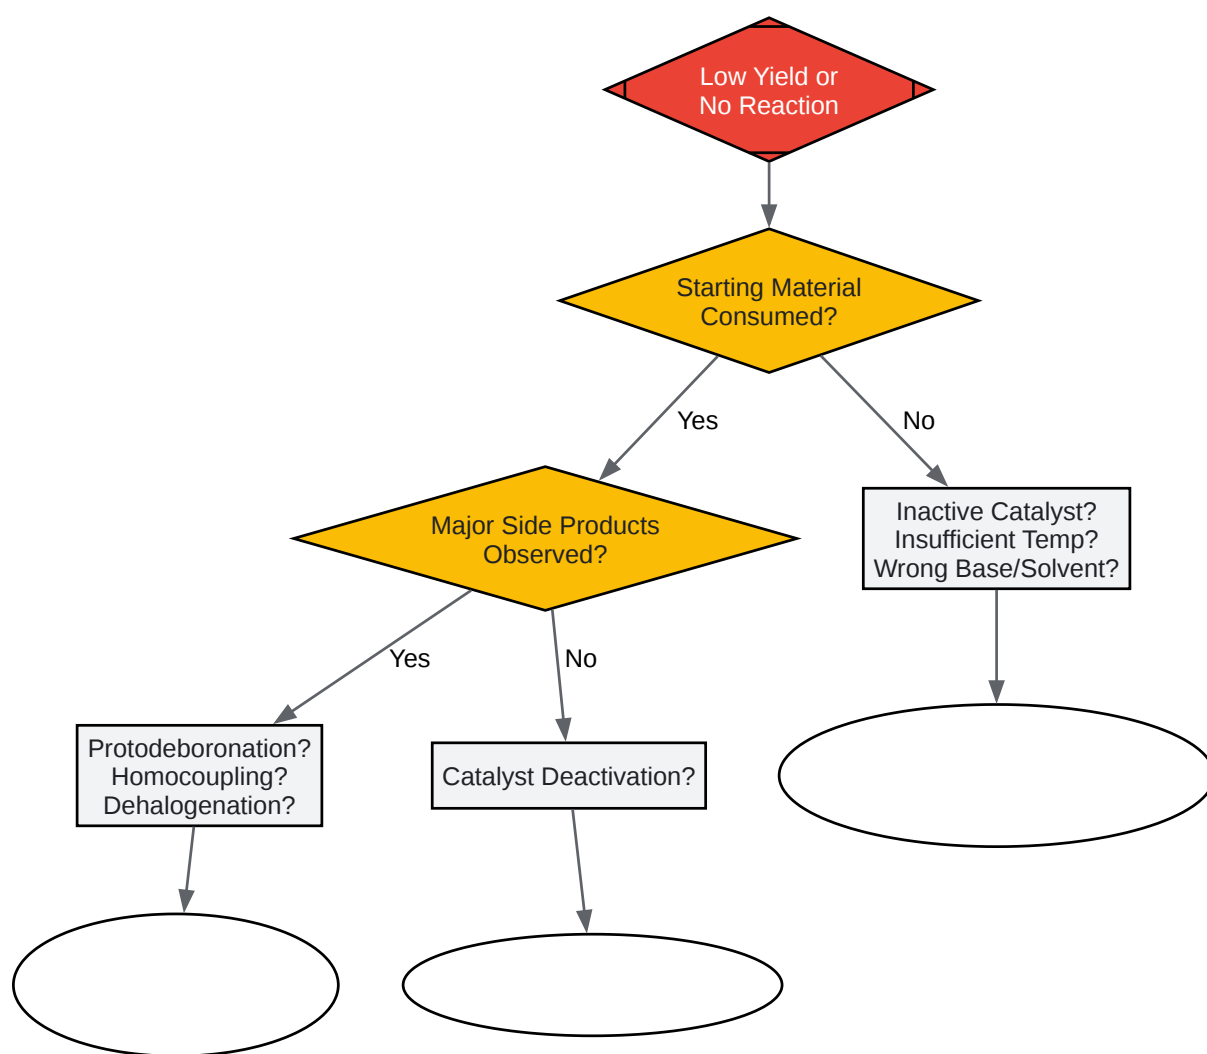 Low Yield or
No Reaction
Starting Material
Consumed?
Yes
No
Major Side Products
Observed?
Inactive Catalyst?
Insufficient Temp?
Wrong Base/Solvent?
Yes
No
Protodeboronation?
Homocoupling?
Dehalogenation?
Catalyst Deactivation?